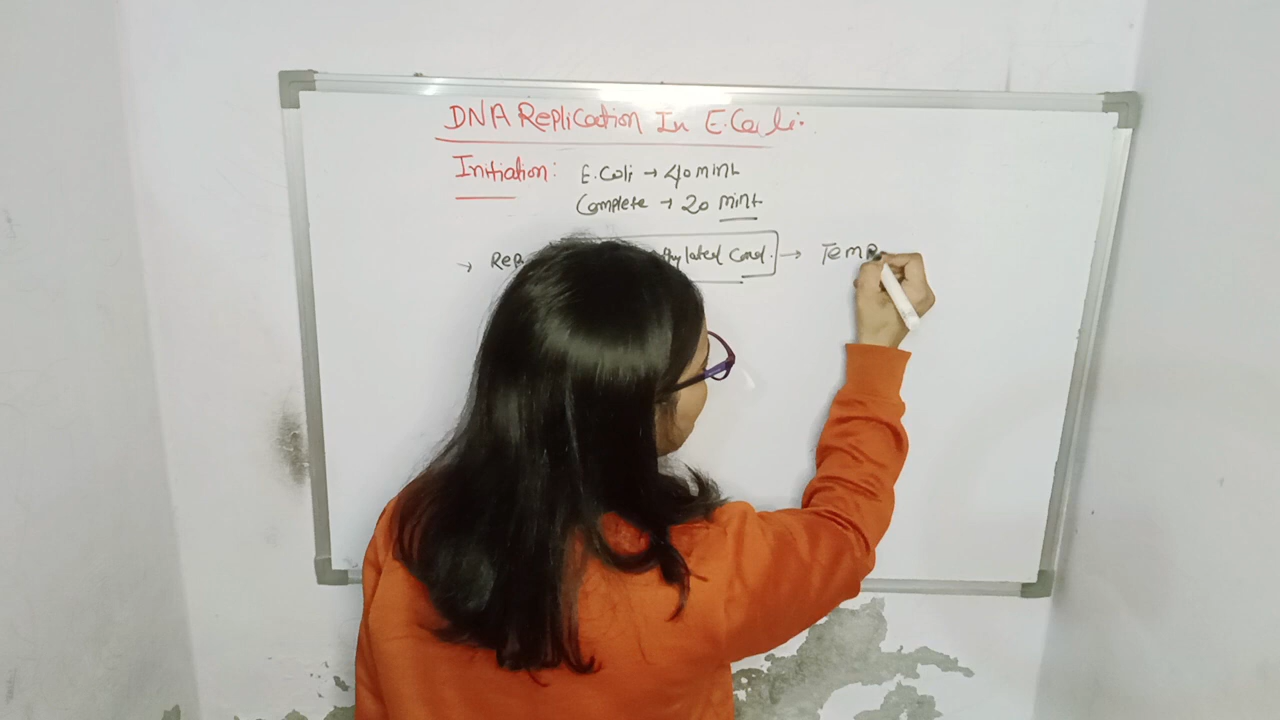 DNA Replication In E.Coli:
Initiation: E.Coli → 40 mint
Complete → 20 mint
→ Rep thylated Cond. → Temp